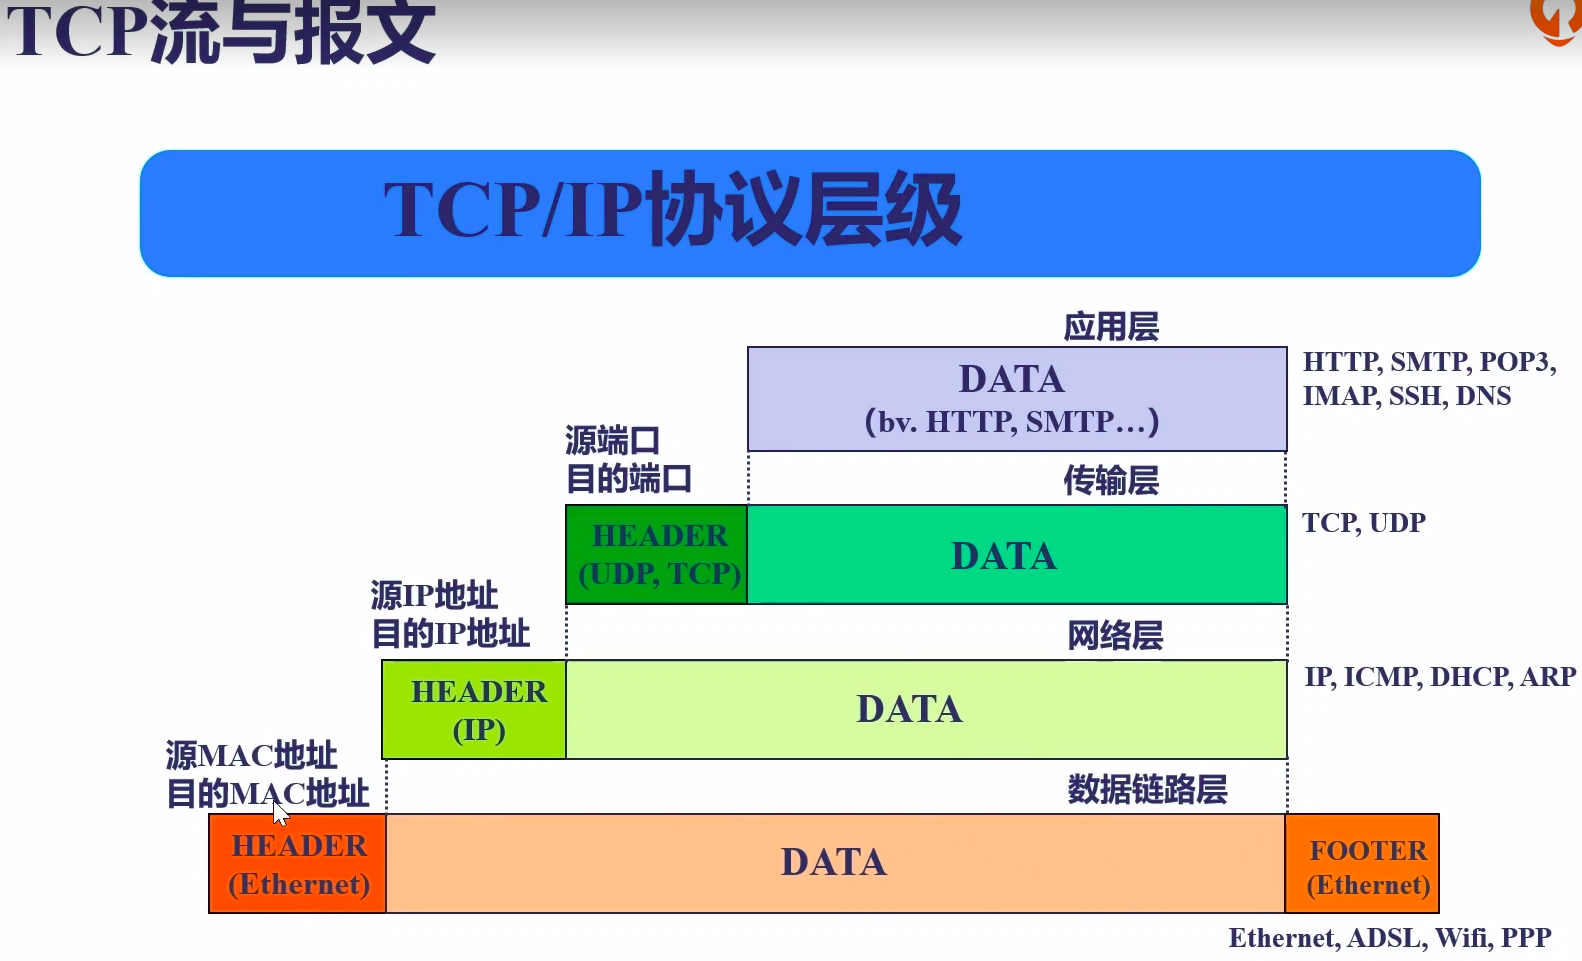 TCP流与报文
TCP/IP协议层级
应用层
DATA
（bv. HTTP, SMTP…）
HTTP, SMTP, POP3,
IMAP, SSH, DNS
源端口
目的端口
传输层
HEADER
(UDP, TCP)
DATA
TCP, UDP
源IP地址
目的IP地址
网络层
HEADER
(IP)
DATA
IP, ICMP, DHCP, ARP
源MAC地址
目的MAC地址
数据链路层
HEADER
(Ethernet)
DATA
FOOTER
(Ethernet)
Ethernet, ADSL, Wifi, PPP